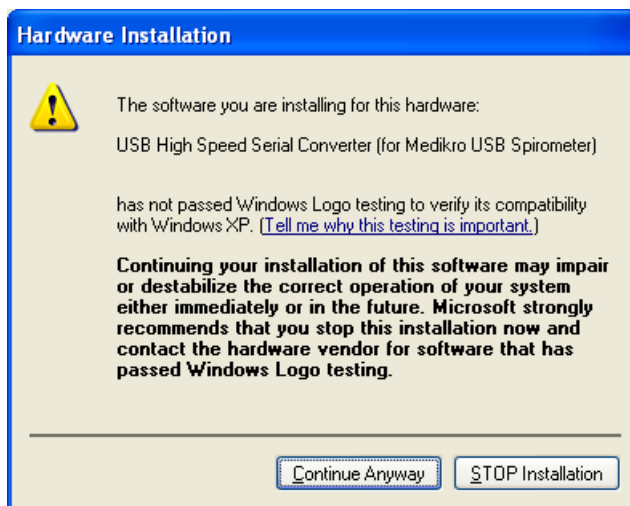 Hardware Installation
The software you are installing for this hardware:
USB High Speed Serial Converter (for Medikro USB Spirometer)
has not passed Windows Logo testing to verify its compatibility
with Windows XP. (Tell me why this testing is important.)
Continuing your installation of this software may impair
or destabilize the correct operation of your system
either immediately or in the future. Microsoft strongly
recommends that you stop this installation now and
contact the hardware vendor for software that has
passed Windows Logo testing.
Continue Anyway
STOP Installation